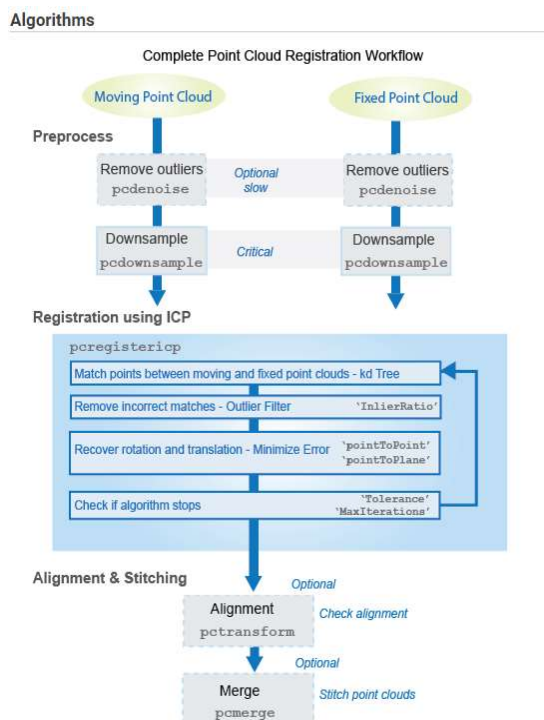 Algorithms
Complete Point Cloud Registration Workflow
Moving Point Cloud
Fixed Point Cloud
Preprocess
Remove outliers
pcdenoise
Optional
slow
Remove outliers
pcdenoise
Downsample
pcdownsample
Critical
Downsample
pcdownsample
Registration using ICP
pcregistericp
Match points between moving and fixed point clouds - kd Tree
Remove incorrect matches - Outlier Filter 'InlierRatio'
Recover rotation and translation - Minimize Error 'pointToPoint'
'pointToPlane'
Check if algorithm stops 'Tolerance'
'MaxIterations'
Alignment & Stitching
Optional
Alignment
pctransform
Check alignment
Optional
Merge
pcmerge
Stitch point clouds